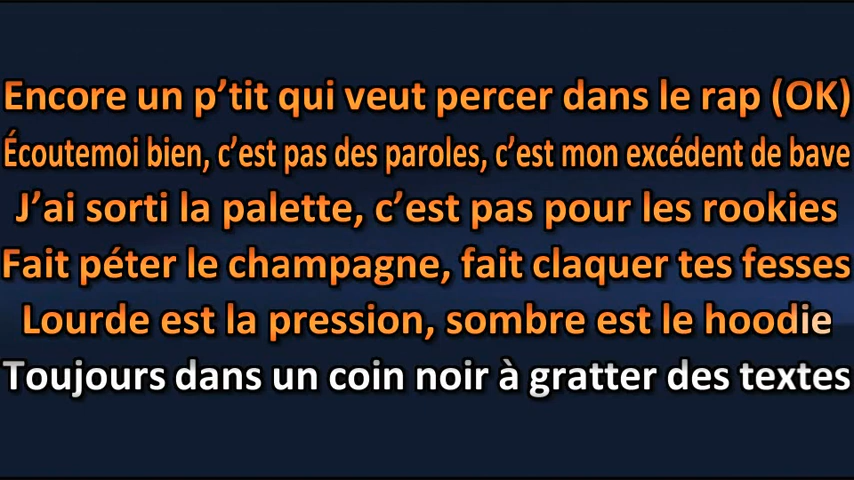 Encore un p’tit qui veut percer dans le rap (OK)
Écoutemoi bien, c’est pas des paroles, c’est mon excédent de bave
J’ai sorti la palette, c’est pas pour les rookies
Fait péter le champagne, fait claquer tes fesses
Lourde est la pression, sombre est le hoodie
Toujours dans un coin noir à gratter des textes